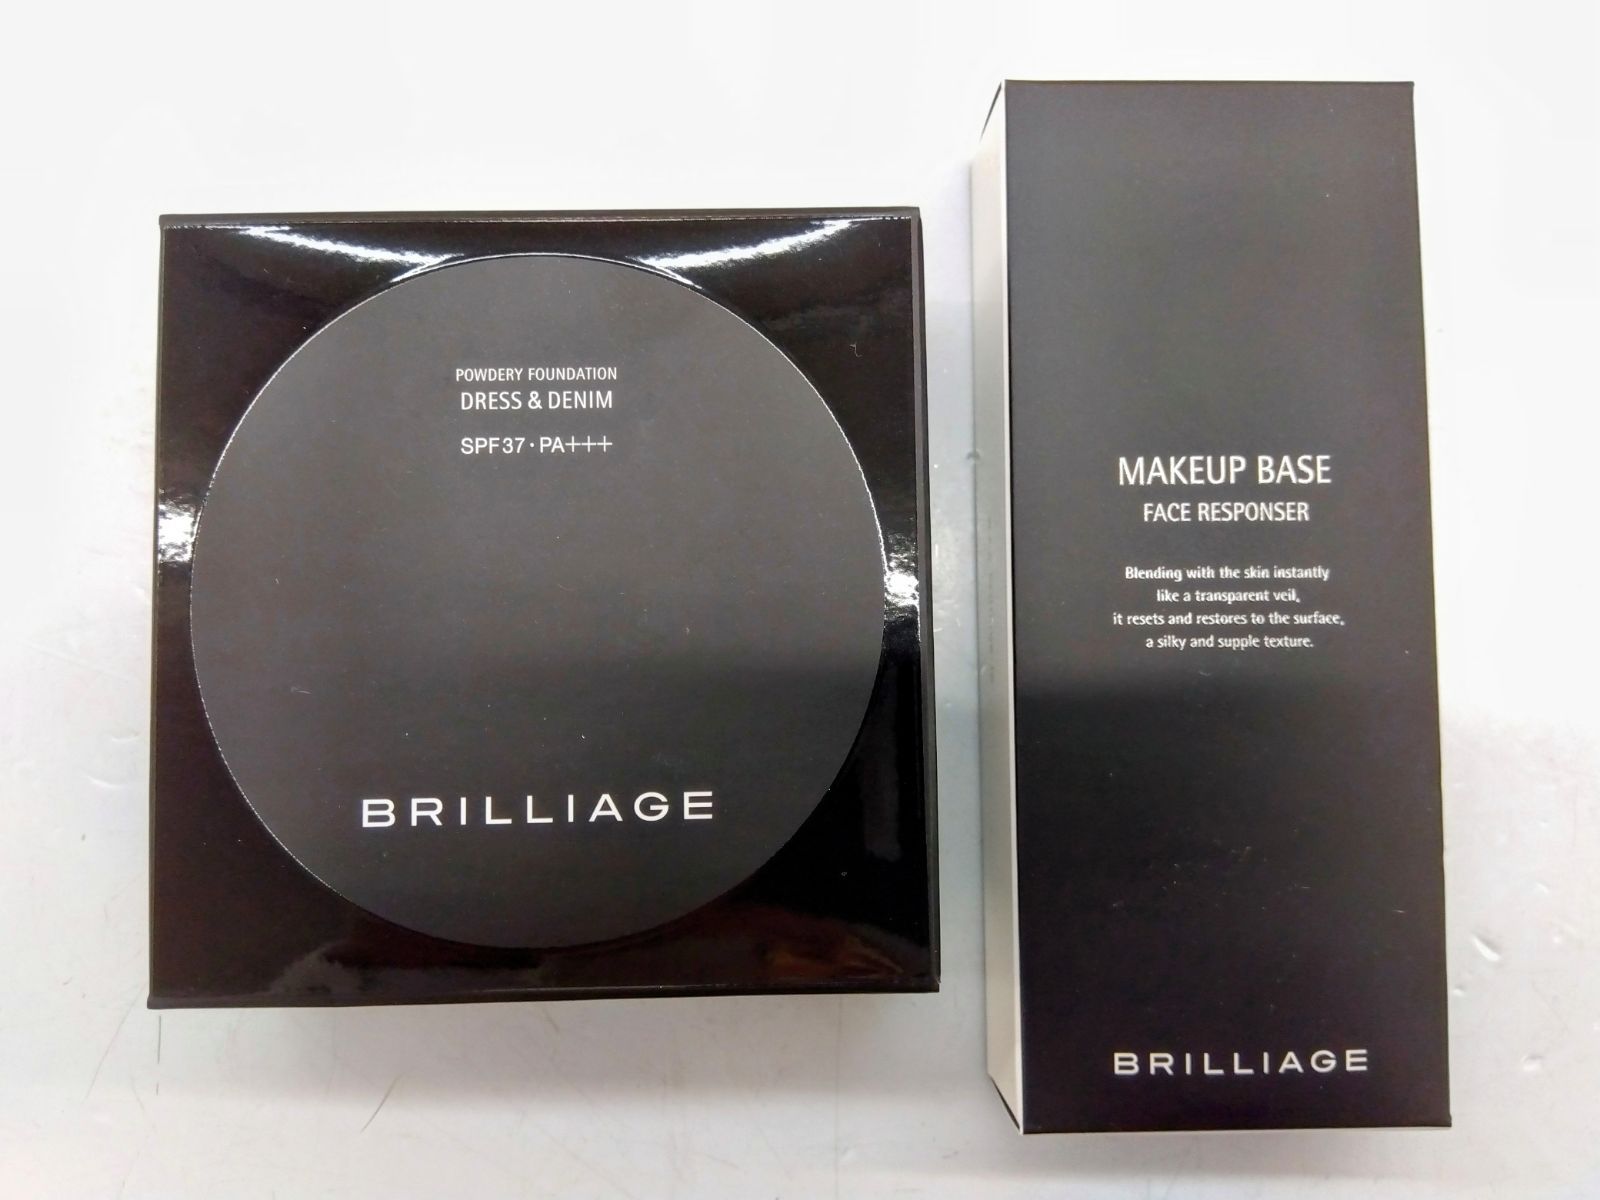 POWDERY FOUNDATION
DRESS & DENIM
SPF37・PA+++
BRILLIAGE
MAKEUP BASE
FACE RESPONSER
Blending with the skin instantly
like a transparent veil,
it resets and restores to the surface,
a silky and supple texture.
BRILLIAGE